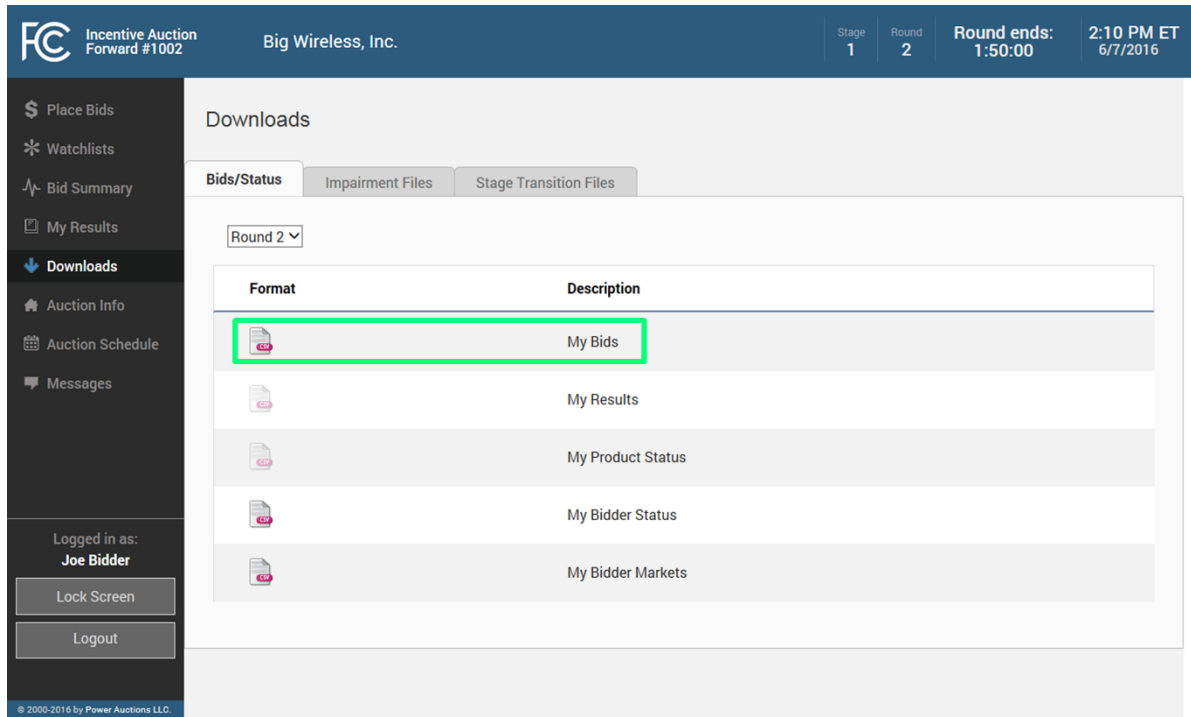 FCC
Incentive Auction
Forward #1002
Big Wireless, Inc.
Stage
1
Round
2
Round ends:
1:50:00
2:10 PM ET
6/7/2016
Place Bids
Watchlists
Bid Summary
My Results
Downloads
Auction Info
Auction Schedule
Messages
Logged in as:
Joe Bidder
Lock Screen
Logout
© 2000-2016 by Power Auctions LLC.
Downloads
Bids/Status
Impairment Files
Stage Transition Files
Round 2
Format Description
CSV My Bids
CSV My Results
CSV My Product Status
CSV My Bidder Status
CSV My Bidder Markets